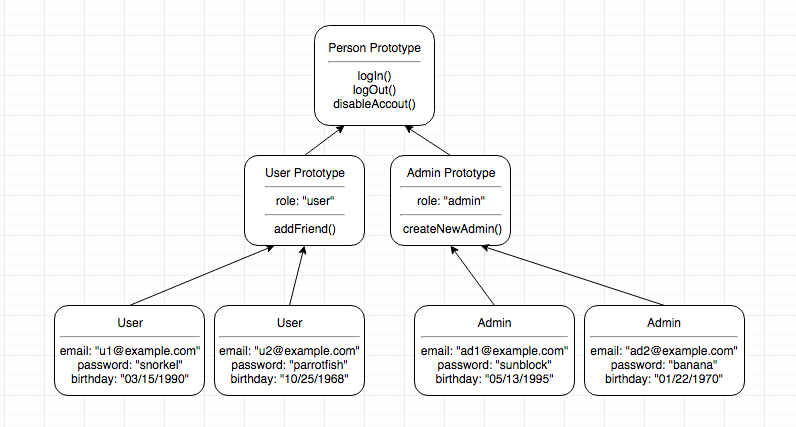 Person Prototype
logIn()
logOut()
disableAccout()
User Prototype
role: "user"
addFriend()
Admin Prototype
role: "admin"
createNewAdmin()
User
email: "u1@example.com"
password: "snorkel"
birthday: "03/15/1990"
User
email: "u2@example.com"
password: "parrotfish"
birthday: "10/25/1968"
Admin
email: "ad1@example.com"
password: "sunblock"
birthday: "05/13/1995"
Admin
email: "ad2@example.com"
password: "banana"
birthday: "01/22/1970"